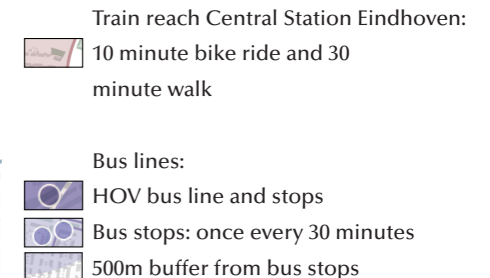 Train reach Central Station Eindhoven:
10 minute bike ride and 30
minute walk
Bus lines:
HOV bus line and stops
Bus stops: once every 30 minutes
500m buffer from bus stops